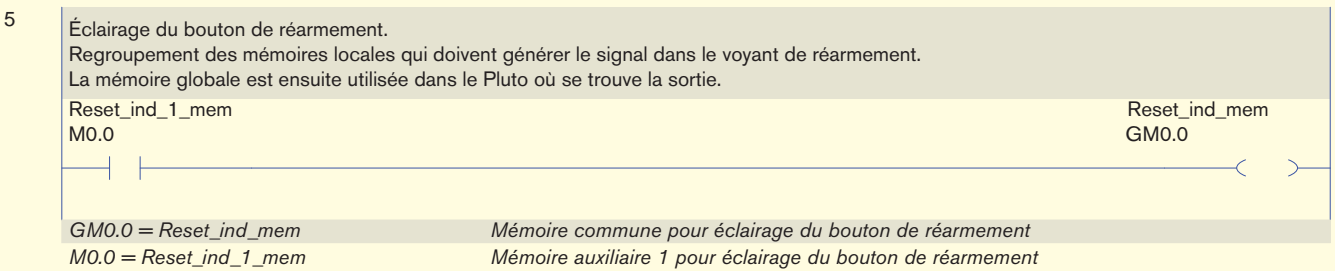 5
Éclairage du bouton de réarmement.
Regroupement des mémoires locales qui doivent générer le signal dans le voyant de réarmement.
La mémoire globale est ensuite utilisée dans le Pluto où se trouve la sortie.
Reset_ind_1_mem Reset_ind_mem
M0.0 GM0.0
GM0.0 = Reset_ind_mem Mémoire commune pour éclairage du bouton de réarmement
M0.0 = Reset_ind_1_mem Mémoire auxiliaire 1 pour éclairage du bouton de réarmement